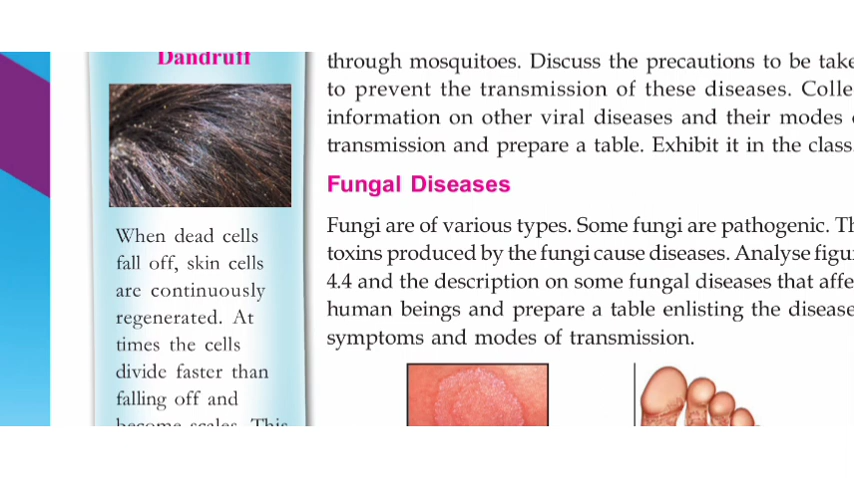 Dandruff
When dead cells
fall off, skin cells
are continuously
regenerated. At
times the cells
divide faster than
falling off and
become scales. This
through mosquitoes. Discuss the precautions to be take
to prevent the transmission of these diseases. Colle
information on other viral diseases and their modes
transmission and prepare a table. Exhibit it in the class.
Fungal Diseases
Fungi are of various types. Some fungi are pathogenic. Th
toxins produced by the fungi cause diseases. Analyse figu
4.4 and the description on some fungal diseases that affe
human beings and prepare a table enlisting the disease
symptoms and modes of transmission.